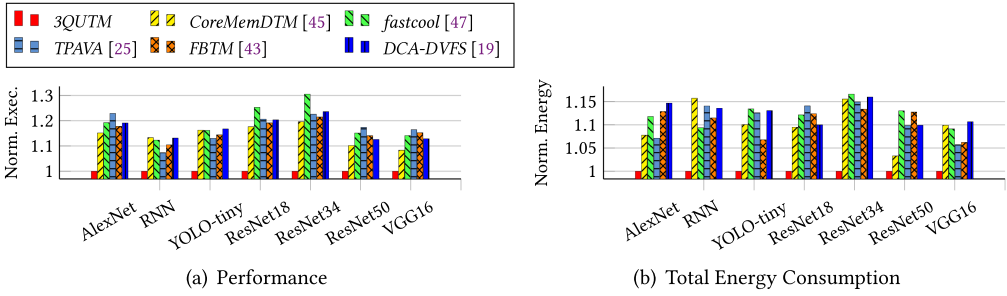 3QUTM CoreMemDTM [45] fastcool [47]
TPAVA [25] FBTM [43] DCA-DVFS [19]
Norm. Exec.
1.3
1.2
1.1
1
AlexNet
RNN
YOLO-tiny
ResNet18
ResNet34
ResNet50
VGG16
(a) Performance
Norm. Energy
1.15
1.1
1.05
1
AlexNet
RNN
YOLO-tiny
ResNet18
ResNet34
ResNet50
VGG16
(b) Total Energy Consumption